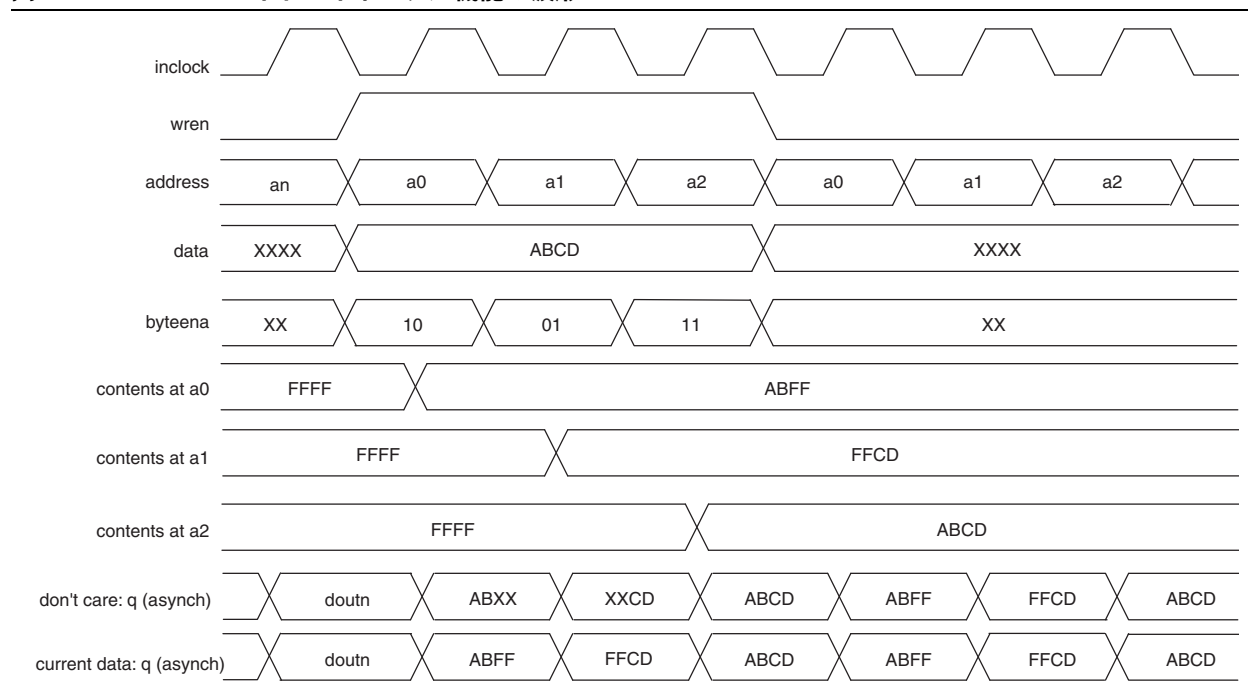 inclock
wren
address an a0 a1 a2 a0 a1 a2
data XXXX ABCD XXXX
byteena XX 10 01 11 XX
contents at a0 FFFF ABFF
contents at a1 FFFF FFCD
contents at a2 FFFF ABCD
don't care: q (asynch) doutn ABXX XXCD ABCD ABFF FFCD ABCD
current data: q (asynch) doutn ABFF FFCD ABCD ABFF FFCD ABCD